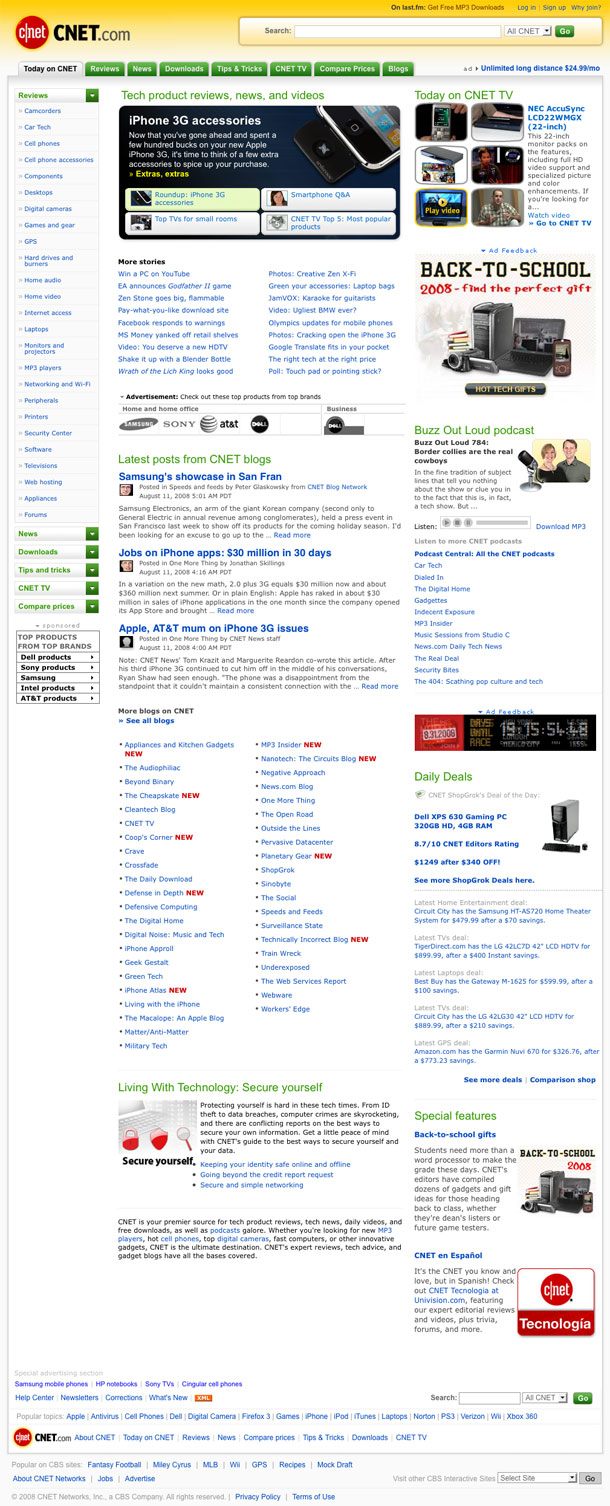 On last.fm: Get Free MP3 Downloads
Log in | Sign up Why join?
c|net CNET.com
Search: All CNET Go
Today on CNET Reviews News Downloads Tips & Tricks CNET TV Compare Prices Blogs
ad Unlimited long distance $24.99/mo
Reviews
» Camcorders
» Car Tech
» Cell phones
» Cell phone accessories
» Components
» Desktops
» Digital cameras
» Games and gear
» GPS
» Hard drives and
burners
» Home audio
» Home video
» Internet access
» Laptops
» Monitors and
projectors
» MP3 players
» Networking and Wi-Fi
» Peripherals
» Printers
» Security Center
» Software
» Televisions
» Web hosting
» Appliances
» Forums
News
Downloads
Tips and tricks
CNET TV
Compare prices
sponsored
TOP PRODUCTS
FROM TOP BRANDS
Dell products
Sony products
Samsung
Intel products
AT&T products
Tech product reviews, news, and videos
iPhone 3G accessories
Now that you've gone ahead and spent a
few hundred bucks on your new Apple
iPhone 3G, it's time to think of a few extra
accessories to spice up your purchase.
» Extras, extras
Roundup: iPhone 3G
accessories
Smartphone Q&A
Top TVs for small rooms
CNET TV Top 5: Most popular
products
More stories
Win a PC on YouTube
EA announces Godfather II game
Zen Stone goes big, flammable
Pay-what-you-like download site
Facebook responds to warnings
MS Money yanked off retail shelves
Video: You deserve a new HDTV
Shake it up with a Blender Bottle
Wrath of the Lich King looks good
Photos: Creative Zen X-Fi
Green your accessories: Laptop bags
JamVOX: Karaoke for guitarists
Video: Ugliest BMW ever?
Olympics updates for mobile phones
Photos: Cracking open the iPhone 3G
Google Translate fits in your pocket
The right tech at the right price
Poll: Touch pad or pointing stick?
Advertisement: Check out these top products from top brands
Home and home office
Business
SAMSUNG SONY at&t DELL DELL
Latest posts from CNET blogs
Samsung's showcase in San Fran
Posted in Speeds and feeds by Peter Glaskowsky from CNET Blog Network
August 11, 2008 5:01 AM PDT
Samsung Electronics, an arm of the giant Korean company (second only to
General Electric in annual revenue among conglomerates), held a press event in
San Francisco last week to show off its products for the coming holiday season. I'd
been looking for an excuse to go up to the ... Read more
Jobs on iPhone apps: $30 million in 30 days
Posted in One More Thing by Jonathan Skillings
August 11, 2008 4:16 AM PDT
In a variation on the new math, 2.0 plus 3G equals $30 million now and about
$360 million next summer. Or in plain English: Apple has raked in about $30
million in sales of iPhone applications in the one month since the company opened
its App Store and brought ... Read more
Apple, AT&T mum on iPhone 3G issues
Posted in One More Thing by CNET News staff
August 11, 2008 4:00 AM PDT
Note: CNET News' Tom Krazit and Marguerite Reardon co-wrote this article. After
his third iPhone 3G continued to cut him off in the middle of his conversations,
Ryan Shaw had seen enough. "The phone was a disappointment from the
standpoint that it couldn't maintain a consistent connection with the ... Read more
More blogs on CNET
» See all blogs
• Appliances and Kitchen Gadgets
NEW
• The Audiophiliac
• Beyond Binary
• The Cheapskate NEW
• Cleantech Blog
• CNET TV
• Coop's Corner NEW
• Crave
• Crossfade
• The Daily Download
• Defense in Depth NEW
• Defensive Computing
• The Digital Home
• Digital Noise: Music and Tech
• iPhone Approll
• Geek Gestalt
• Green Tech
• iPhone Atlas NEW
• Living with the iPhone
• The Macalope: An Apple Blog
• Matter/Anti-Matter
• Military Tech
• MP3 Insider NEW
• Nanotech: The Circuits Blog NEW
• Negative Approach
• News.com Blog
• One More Thing
• The Open Road
• Outside the Lines
• Pervasive Datacenter
• Planetary Gear NEW
• ShopGrok
• Sinobyte
• The Social
• Speeds and Feeds
• Surveillance State
• Technically Incorrect Blog NEW
• Train Wreck
• Underexposed
• The Web Services Report
• Webware
• Workers' Edge
Living With Technology: Secure yourself
Protecting yourself is hard in these tech times. From ID
theft to data breaches, computer crimes are skyrocketing,
and there are conflicting reports on the best ways to
secure your own information. Get a little peace of mind
with CNET's guide to the best ways to secure yourself and
your data.
Secure yourself
• Keeping your identity safe online and offline
• Going beyond the credit report request
• Secure and simple networking
CNET is your premier source for tech product reviews, tech news, daily videos, and
free downloads, as well as podcasts galore. Whether you're looking for new MP3
players, hot cell phones, top digital cameras, fast computers, or other innovative
gadgets, CNET is the ultimate destination. CNET's expert reviews, tech advice, and
gadget blogs have all the bases covered.
Today on CNET TV
Play video
NEC AccuSync
LCD22WMGX
(22-inch)
This 22-inch
monitor packs
on the features,
including full HD
video support and
specialized picture
and color
enhancements. If
you're looking for
a...
Watch video
» Go to CNET TV
Ad Feedback
BACK-TO-SCHOOL
2008 - find the perfect gift
HOT TECH GIFTS
Buzz Out Loud podcast
Buzz Out Loud 784:
Border collies are the real
cowboys
In the fine tradition of subject
lines that tell you nothing
about the show or clue you in
to the fact that this is, in fact,
a tech show. But ...
Listen:
Download MP3
Listen to more CNET podcasts
Podcast Central: All the CNET podcasts
Car Tech
Dialed In
The Digital Home
Gadgettes
Indecent Exposure
MP3 Insider
Music Sessions from Studio C
News.com Daily Tech News
The Real Deal
Security Bites
The 404: Scathing pop culture and tech
Ad Feedback
8.31.2008
DAYS
UNTIL
RACE
19:15:54:48
Daily Deals
CNET ShopGrok's Deal of the Day:
Dell XPS 630 Gaming PC
320GB HD, 4GB RAM
8.7/10 CNET Editors Rating
$1249 after $340 OFF!
See more ShopGrok Deals here.
Latest Home Entertainment deal:
Circuit City has the Samsung HT-AS720 Home Theater
System for $479.99 after a $70 savings.
Latest TVs deal:
TigerDirect.com has the LG 42LC7D 42" LCD HDTV for
$899.99, after a $400 Instant savings.
Latest Laptops deal:
Best Buy has the Gateway M-1625 for $599.99, after a
$100 savings.
Latest TVs deal:
Circuit City has the LG 42LG30 42" LCD HDTV for
$889.99, after a $210 savings.
Latest GPS deal:
Amazon.com has the Garmin Nuvi 670 for $326.76, after
a $773.23 savings.
See more deals | Comparison shop
Special features
Back-to-school gifts
Students need more than a
word processor to make the
grade these days. CNET's
editors have compiled
dozens of gadgets and gift
ideas for those heading
back to class, whether
they're dean's listers or
future game testers.
BACK-TO-SCHOOL
2008
CNET en Español
It's the CNET you know and
love, but in Spanish! Check
out CNET Tecnologia at
Univision.com, featuring
our expert editorial reviews
and videos, plus trivia,
forums, and more.
c|net
Tecnología
Special advertising section
Samsung mobile phones | HP notebooks | Sony TVs | Cingular cell phones
Help Center | Newsletters | Corrections | What's New | XML
Search: All CNET Go
Popular topics: Apple | Antivirus | Cell Phones | Dell | Digital Camera | Firefox 3 | Games | iPhone | iPod | iTunes | Laptops | Norton | PS3 | Verizon | Wii | Xbox 360
c|net CNET.com About CNET | Today on CNET | Reviews | News | Compare prices | Tips & Tricks | Downloads | CNET TV
Popular on CBS sites: Fantasy Football | Miley Cyrus | MLB | Wii | GPS | Recipes | Mock Draft
About CNET Networks | Jobs | Advertise
Visit other CBS Interactive Sites Select Site Go
© 2008 CNET Networks, Inc., a CBS Company. All rights reserved. | Privacy Policy | Terms of Use